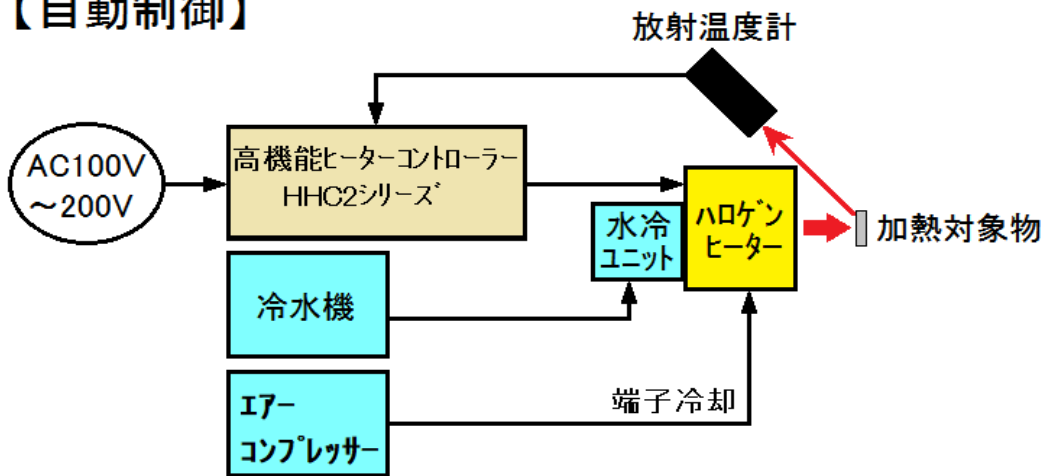 【自動制御】
放射温度計
AC100V
～200V
高機能ﾋｰﾀｰｺﾝﾄﾛｰﾗｰ
HHC2ｼﾘｰｽﾞ
水冷
ﾕﾆｯﾄ
ﾊﾛｹﾞﾝ
ﾋｰﾀｰ
加熱対象物
冷水機
ｴｱｰ
ｺﾝﾌﾟﾚｯｻｰ
端子冷却